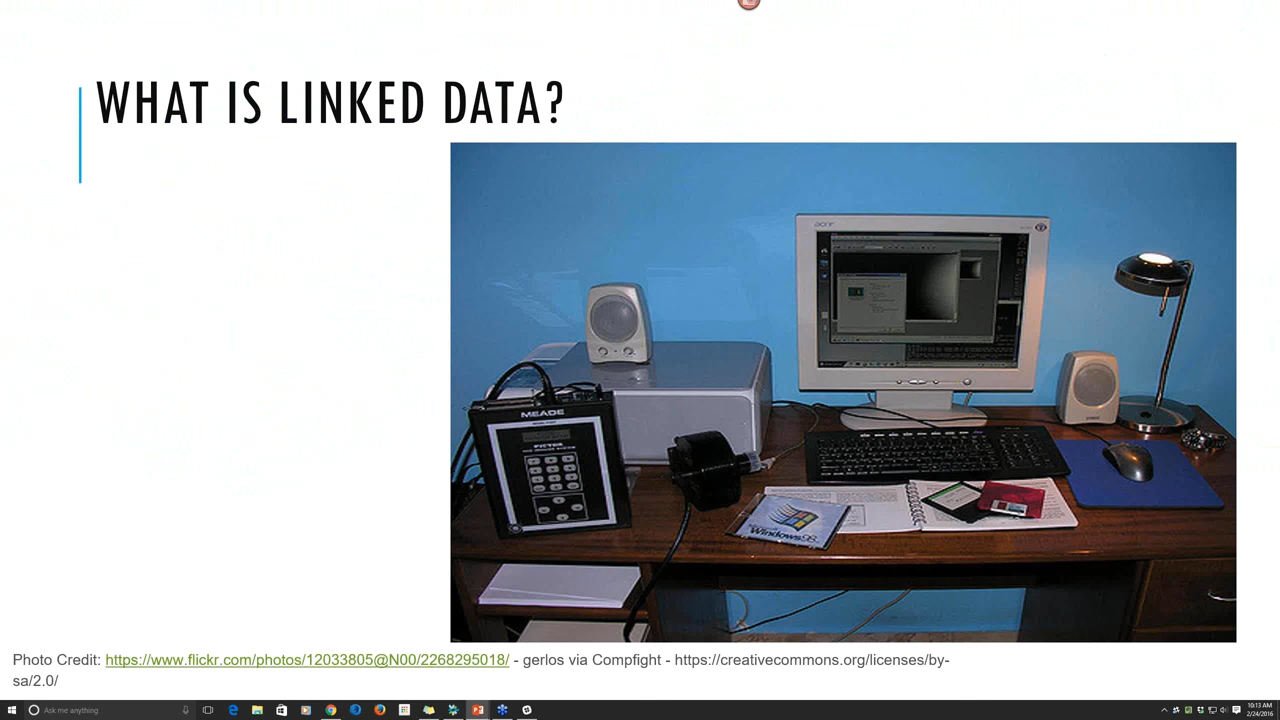 WHAT IS LINKED DATA?
acer
MEADE
PICTOR
Windows 98
Photo Credit: https://www.flickr.com/photos/12033805@N00/2268295018/ - gerlos via Compfight - https://creativecommons.org/licenses/by-
sa/2.0/
Ask me anything
10:13 AM
2/24/2016